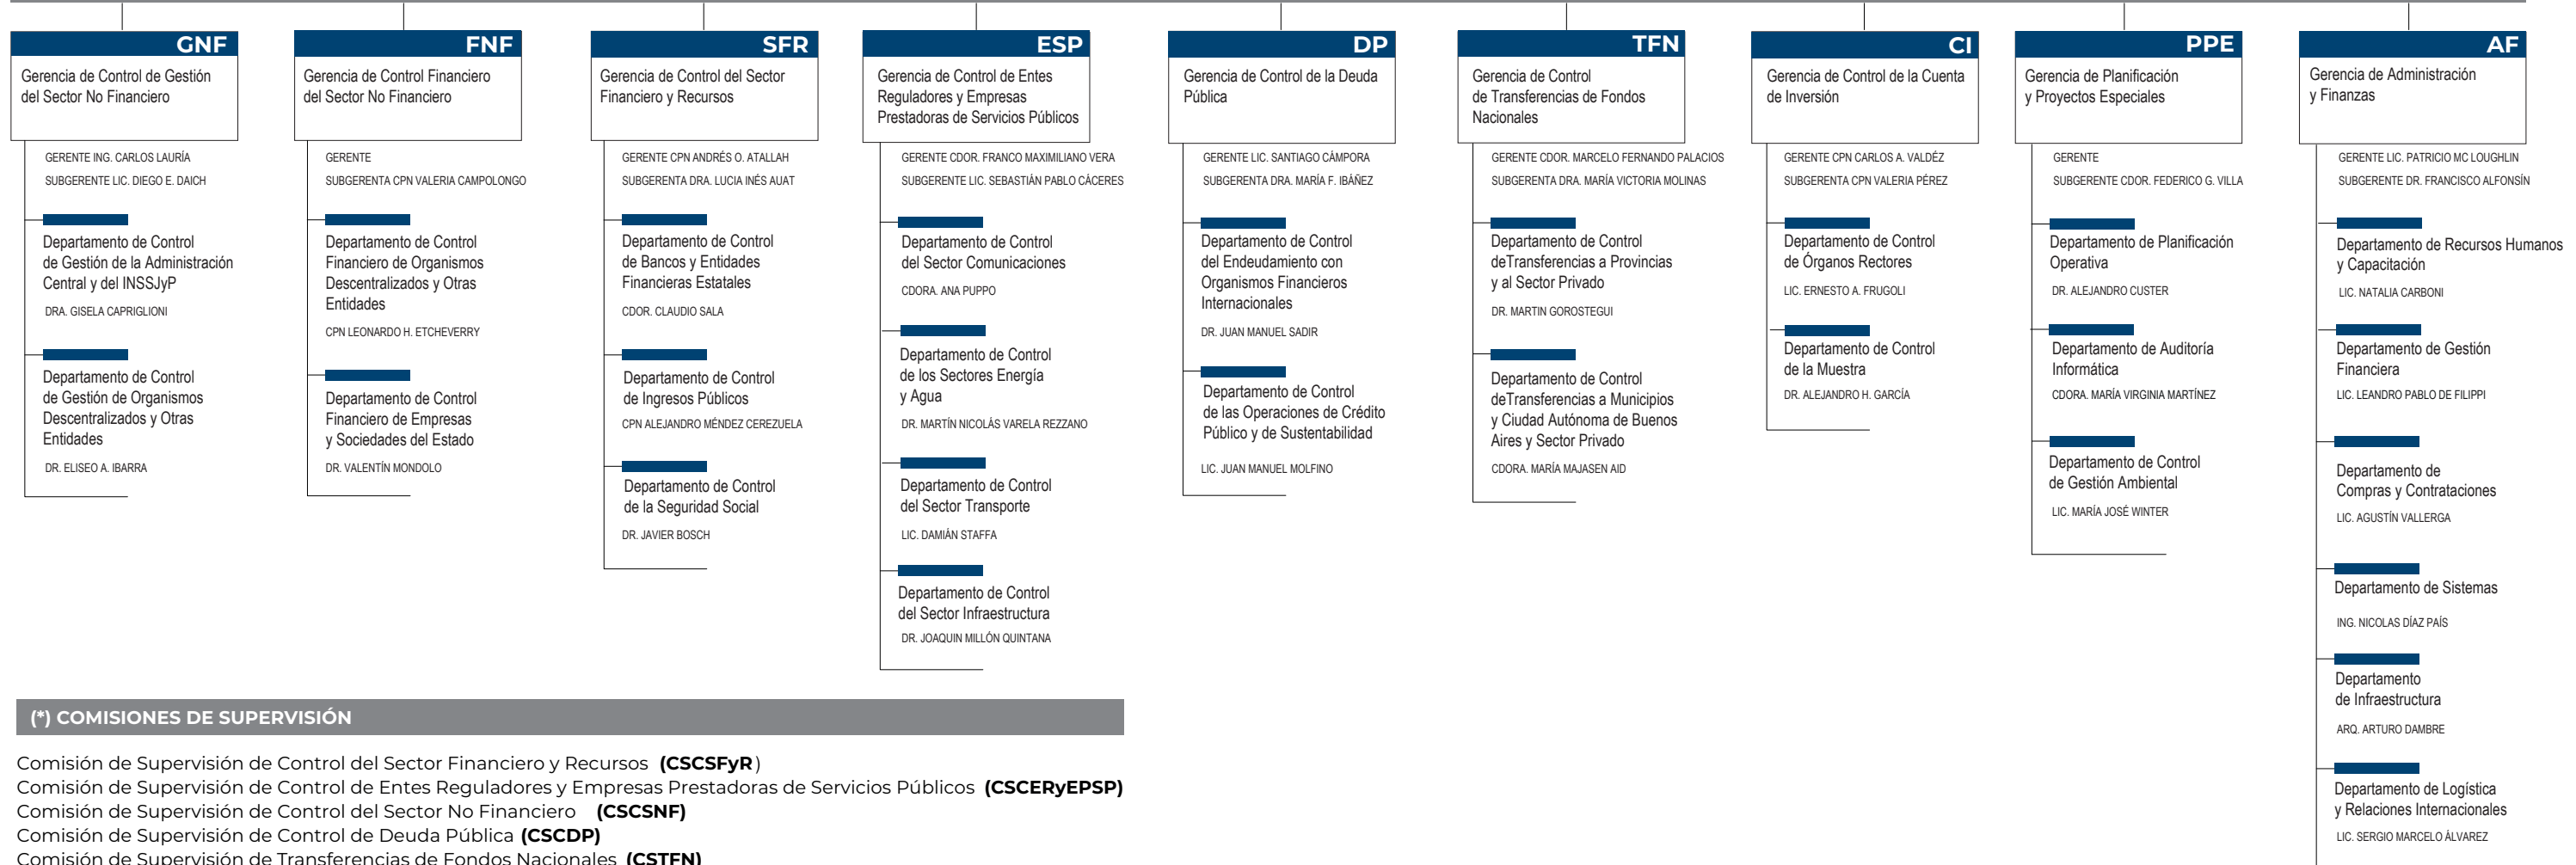 GNF
Gerencia de Control de Gestión
del Sector No Financiero
GERENTE ING. CARLOS LAURÍA
SUBGERENTE LIC. DIEGO E. DAICH
Departamento de Control
de Gestión de la Administración
Central y del INSSJyP
DRA. GISELA CAPRIGLIONI
Departamento de Control
de Gestión de Organismos
Descentralizados y Otras
Entidades
DR. ELISEO A. IBARRA
FNF
Gerencia de Control Financiero
del Sector No Financiero
GERENTE
SUBGERENTA CPN VALERIA CAMPOLONGO
Departamento de Control
Financiero de Organismos
Descentralizados y Otras
Entidades
CPN LEONARDO H. ETCHEVERRY
Departamento de Control
Financiero de Empresas
y Sociedades del Estado
DR. VALENTÍN MONDOLO
SFR
Gerencia de Control del Sector
Financiero y Recursos
GERENTE CPN ANDRÉS O. ATALLAH
SUBGERENTA DRA. LUCIA INÉS AUAT
Departamento de Control
de Bancos y Entidades
Financieras Estatales
CDOR. CLAUDIO SALA
Departamento de Control
de Ingresos Públicos
CPN ALEJANDRO MÉNDEZ CEREZUELA
Departamento de Control
de la Seguridad Social
DR. JAVIER BOSCH
ESP
Gerencia de Control de Entes
Reguladores y Empresas
Prestadoras de Servicios Públicos
GERENTE CDOR. FRANCO MAXIMILIANO VERA
SUBGERENTE LIC. SEBASTIÁN PABLO CÁCERES
Departamento de Control
del Sector Comunicaciones
CDORA. ANA PUPPO
Departamento de Control
de los Sectores Energía
y Agua
DR. MARTÍN NICOLÀS VARELA REZZANO
Departamento de Control
del Sector Transporte
LIC. DAMIÁN STAFFA
Departamento de Control
del Sector Infraestructura
DR. JOAQUIN MILLÓN QUINTANA
DP
Gerencia de Control de la Deuda
Pública
GERENTE LIC. SANTIAGO CÀMPORA
SUBGERENTA DRA. MARÍA F. IBÀÑEZ
Departamento de Control
del Endeudamiento con
Organismos Financieros
Internacionales
DR. JUAN MANUEL SADIR
Departamento de Control
de las Operaciones de Crédito
Público y de Sustentabilidad
LIC. JUAN MANUEL MOLFINO
TFN
Gerencia de Control
de Transferencias de Fondos
Nacionales
GERENTE CDOR. MARCELO FERNANDO PALACIOS
SUBGERENTA DRA. MARÍA VICTORIA MOLINAS
Departamento de Control
deTransferencias a Provincias
y al Sector Privado
DR. MARTIN GOROSTEGUI
Departamento de Control
deTransferencias a Municipios
y Ciudad Autónoma de Buenos
Aires y Sector Privado
CDORA. MARÍA MAJASEN AID
CI
Gerencia de Control de la Cuenta
de Inversión
GERENTE CPN CARLOS A. VALDÉZ
SUBGERENTA CPN VALERIA PÉREZ
Departamento de Control
de Órganos Rectores
LIC. ERNESTO A. FRUGOLI
Departamento de Control
de la Muestra
DR. ALEJANDRO H. GARCÍA
PPE
Gerencia de Planificación
y Proyectos Especiales
GERENTE
SUBGERENTE CDOR. FEDERICO G. VILLA
Departamento de Planificación
Operativa
DR. ALEJANDRO CUSTER
Departamento de Auditoría
Informática
CDORA. MARÍA VIRGINIA MARTÍNEZ
Departamento de Control
de Gestión Ambiental
LIC. MARÍA JOSÉ WINTER
AF
Gerencia de Administración
y Finanzas
GERENTE LIC. PATRICIO MC LOUGHLIN
SUBGERENTE DR. FRANCISCO ALFONSÍN
Departamento de Recursos Humanos
y Capacitación
LIC. NATALIA CARBONI
Departamento de Gestión
Financiera
LIC. LEANDRO PABLO DE FILIPPI
Departamento de
Compras y Contrataciones
LIC. AGUSTÍN VALLERGA
Departamento de Sistemas
ING. NICOLAS DÍAZ PAÍS
Departamento
de Infraestructura
ARQ. ARTURO DAMBRE
Departamento de Logística
y Relaciones Internacionales
LIC. SERGIO MARCELO ÁLVAREZ
(*) COMISIONES DE SUPERVISIÓN
Comisión de Supervisión de Control del Sector Financiero y Recursos (CSCSFyR)
Comisión de Supervisión de Control de Entes Reguladores y Empresas Prestadoras de Servicios Públicos (CSCERyEPSP)
Comisión de Supervisión de Control del Sector No Financiero (CSCSNF)
Comisión de Supervisión de Control de Deuda Pública (CSCDP)
Comisión de Supervisión de Transferencias de Fondos Nacionales (CSTFN)